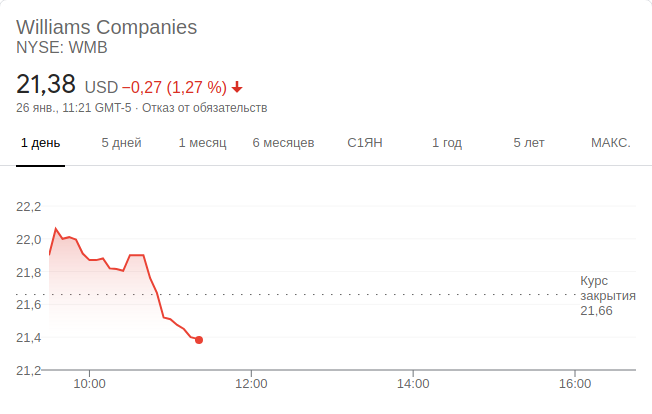 Williams Companies
NYSE: WMB
21,38 USD −0,27 (1,27 %)
26 янв., 11:21 GMT-5 · Отказ от обязательств
1 день 5 дней 1 месяц 6 месяцев С1ЯН 1 год 5 лет МАКС.
22,2
22,0
21,8
Курс
закрытия
21,66
21,6
21,4
21,2
10:00 12:00 14:00 16:00